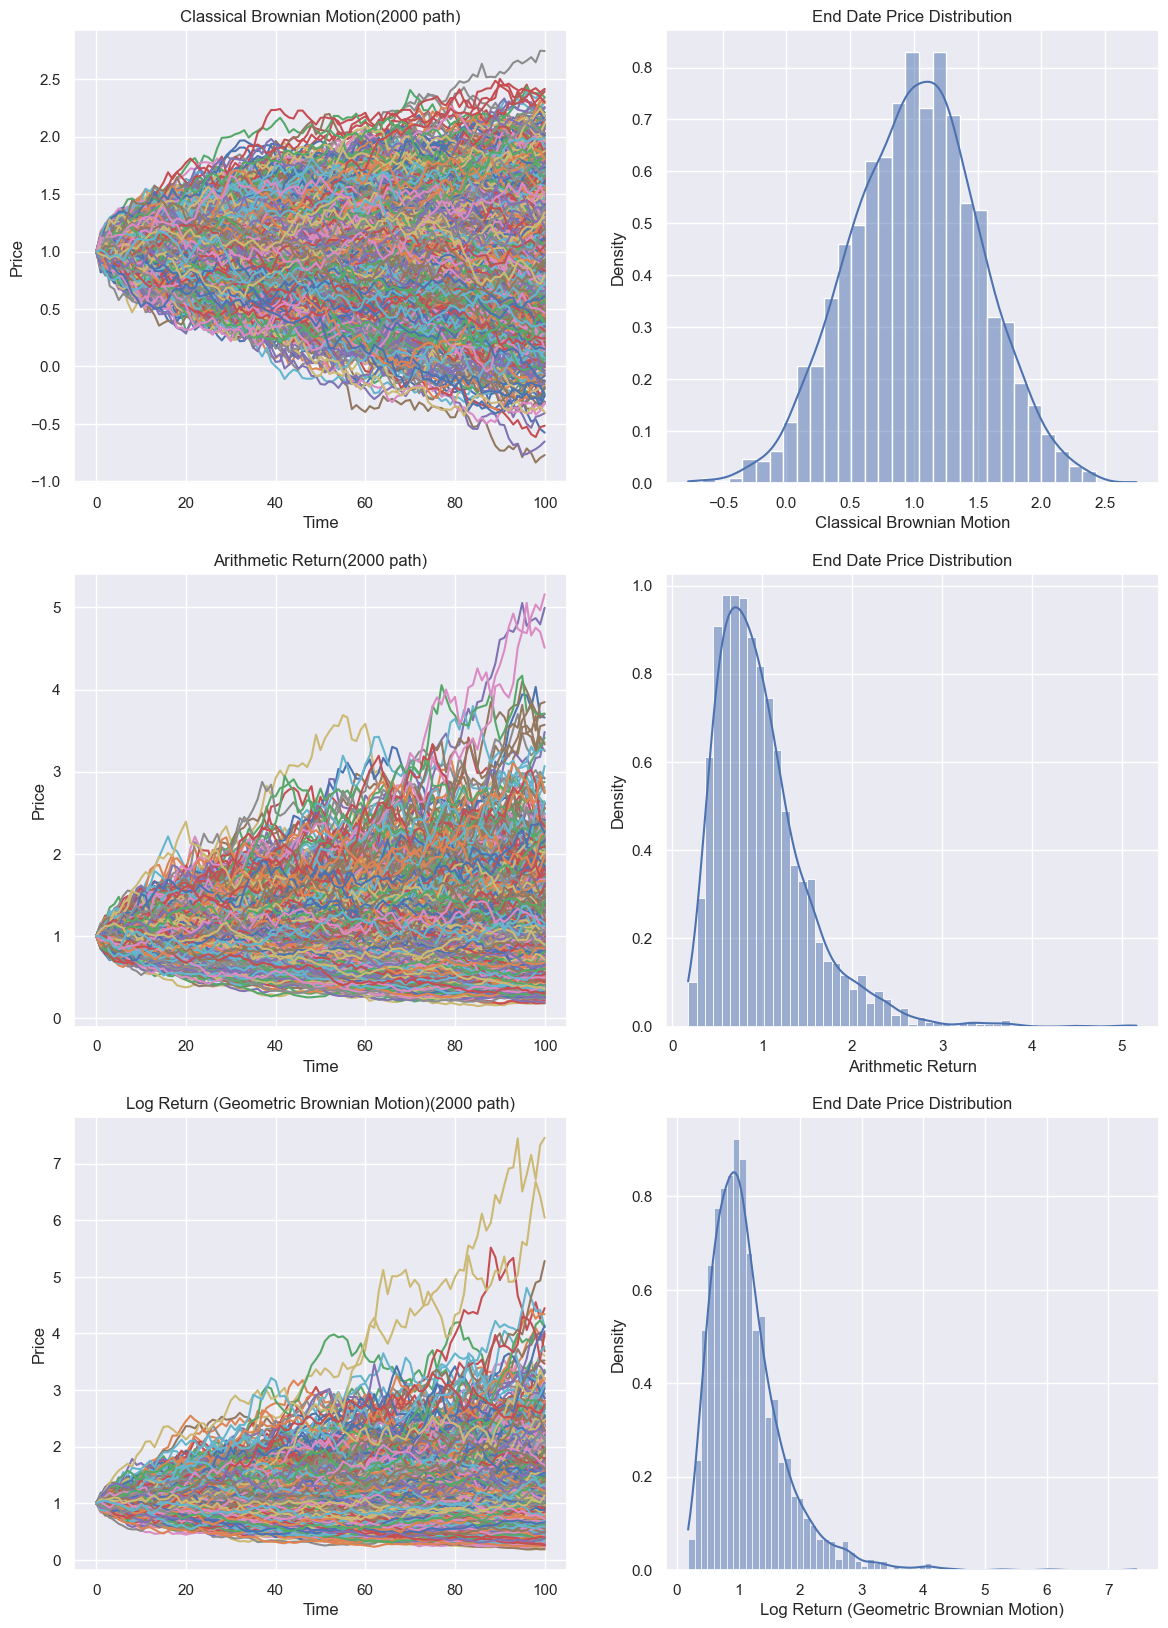 Classical Brownian Motion(2000 path)
2.5
2.0
1.5
1.0
0.5
0.0
−0.5
−1.0
Price
0 20 40 60 80 100
Time
End Date Price Distribution
0.8
0.7
0.6
0.5
0.4
0.3
0.2
0.1
0.0
Density
−0.5 0.0 0.5 1.0 1.5 2.0 2.5
Classical Brownian Motion
Arithmetic Return(2000 path)
5
4
3
2
1
0
Price
0 20 40 60 80 100
Time
End Date Price Distribution
1.0
0.8
0.6
0.4
0.2
0.0
Density
0 1 2 3 4 5
Arithmetic Return
Log Return (Geometric Brownian Motion)(2000 path)
7
6
5
4
3
2
1
0
Price
0 20 40 60 80 100
Time
End Date Price Distribution
0.8
0.6
0.4
0.2
0.0
Density
0 1 2 3 4 5 6 7
Log Return (Geometric Brownian Motion)